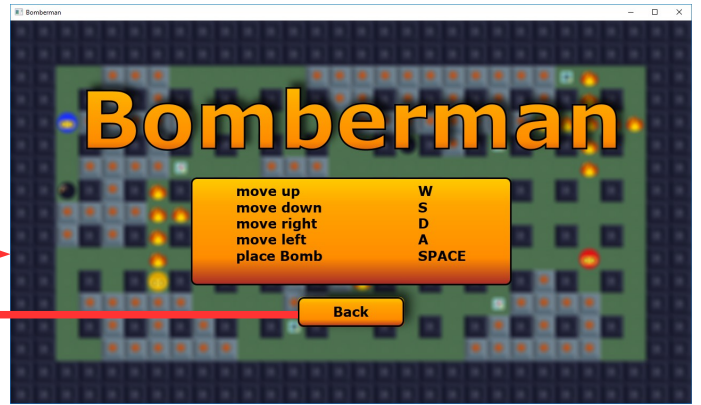 Bomberman
Bomberman
move up W
move down S
move right D
move left A
place Bomb SPACE
Back